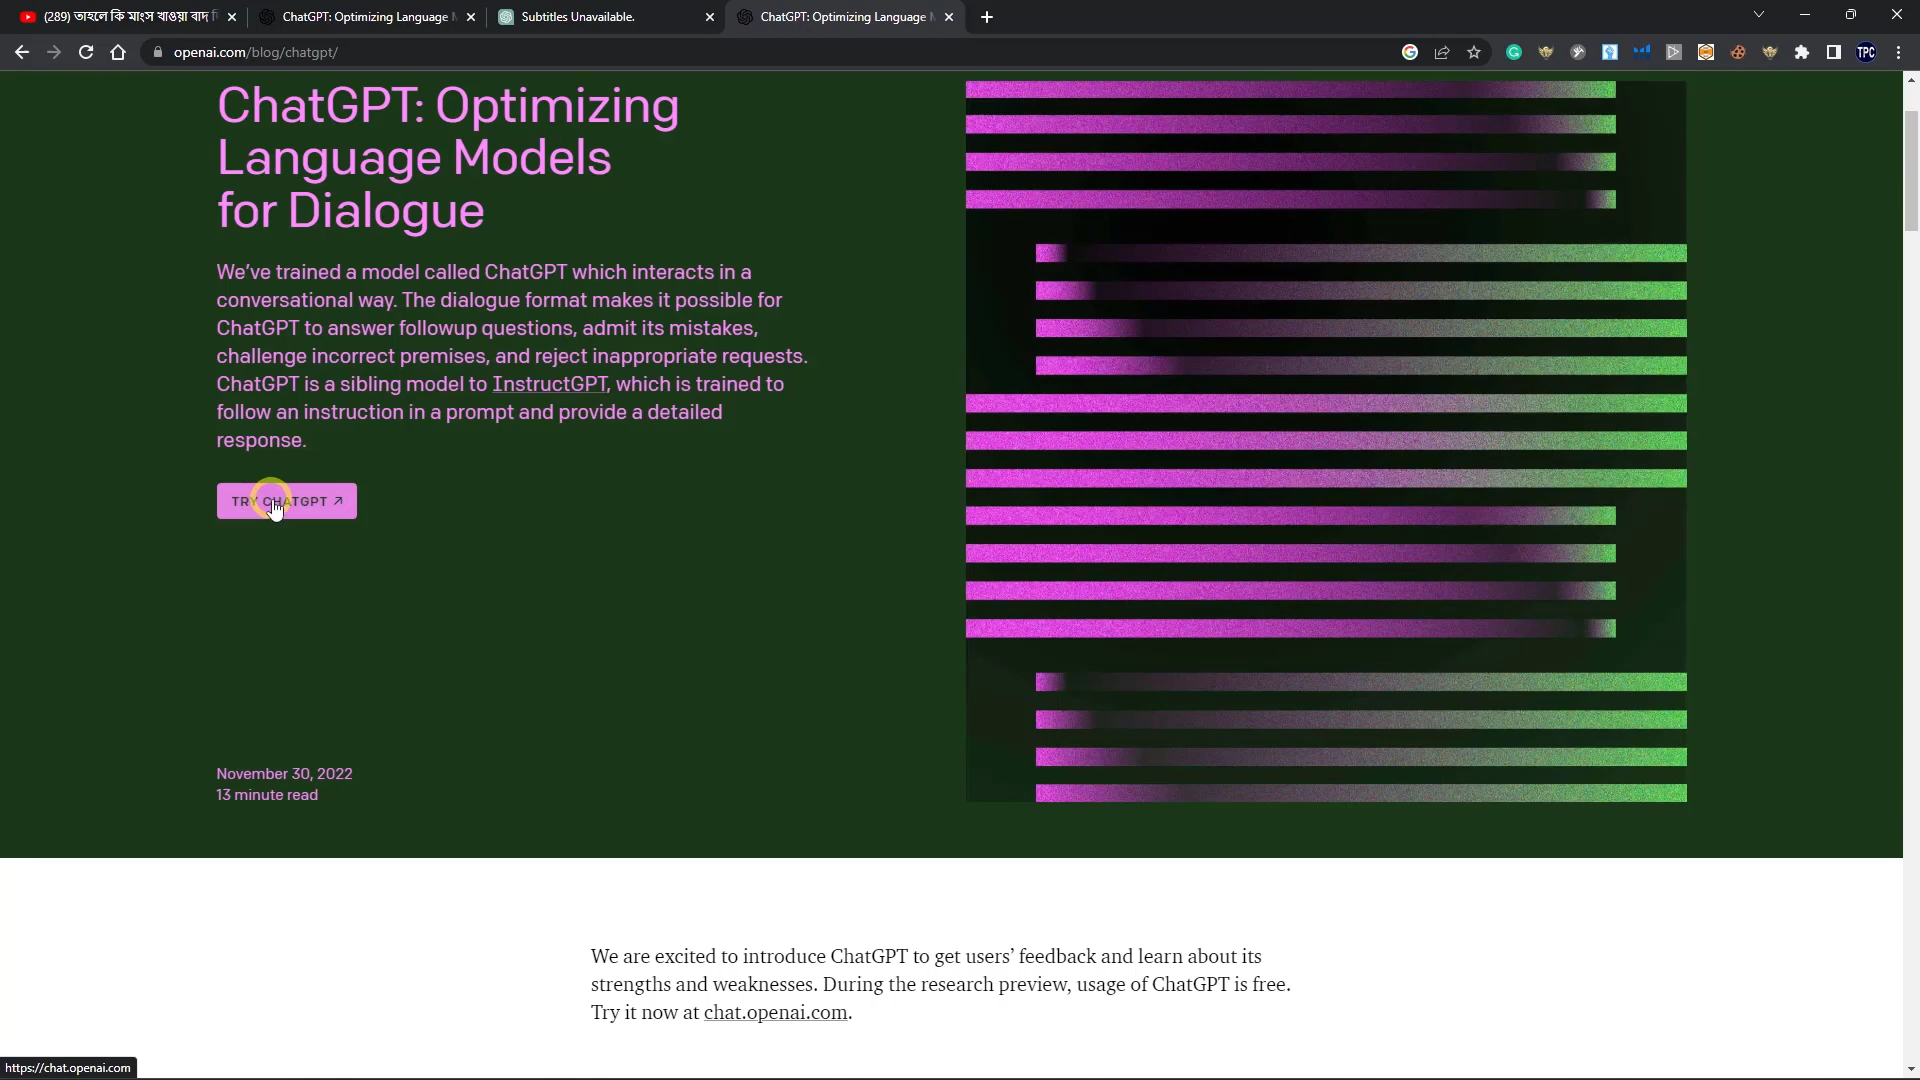 (289) তাহলে কি মাংস খাওয়া বাদ
ChatGPT: Optimizing Language
Subtitles Unavailable.
ChatGPT: Optimizing Language
openai.com/blog/chatgpt/
TPC
ChatGPT: Optimizing
Language Models
for Dialogue
We’ve trained a model called ChatGPT which interacts in a
conversational way. The dialogue format makes it possible for
ChatGPT to answer followup questions, admit its mistakes,
challenge incorrect premises, and reject inappropriate requests.
ChatGPT is a sibling model to InstructGPT, which is trained to
follow an instruction in a prompt and provide a detailed
response.
TRY CHATGPT ↗
November 30, 2022
13 minute read
We are excited to introduce ChatGPT to get users’ feedback and learn about its
strengths and weaknesses. During the research preview, usage of ChatGPT is free.
Try it now at chat.openai.com.
https://chat.openai.com